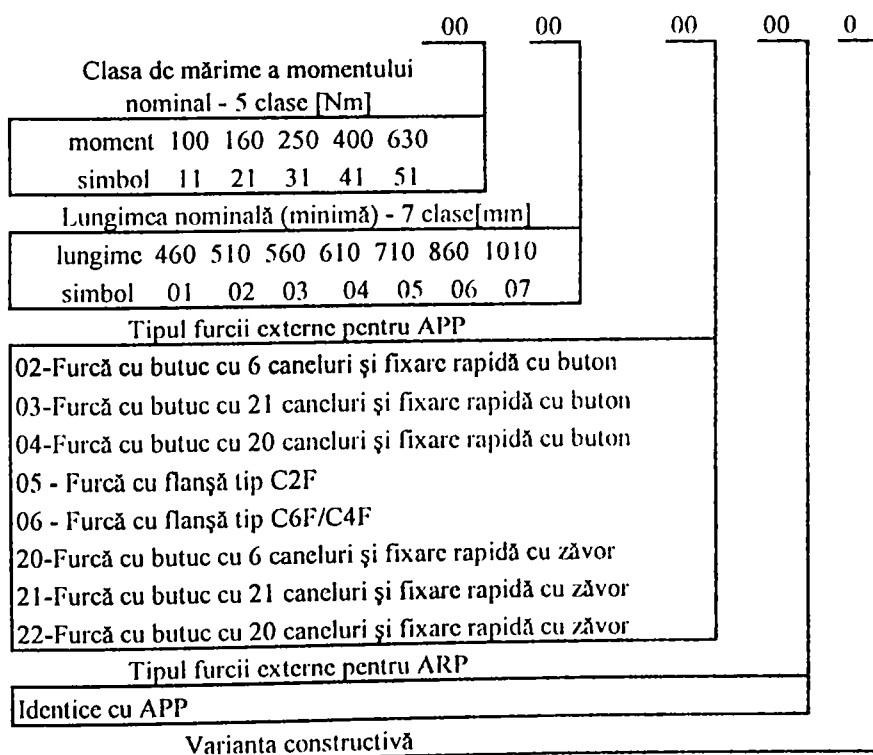 00 00 00 00 0
Clasa de mărime a momentului
nominal - 5 clase [Nm]
moment 100 160 250 400 630
simbol 11 21 31 41 51
Lungimea nominală (minimă) - 7 clase[mm]
lungime 460 510 560 610 710 860 1010
simbol 01 02 03 04 05 06 07
Tipul furcii externe pentru APP
02-Furcă cu butuc cu 6 caneluri şi fixare rapidă cu buton
03-Furcă cu butuc cu 21 caneluri şi fixare rapidă cu buton
04-Furcă cu butuc cu 20 caneluri şi fixare rapidă cu buton
05 - Furcă cu flanşă tip C2F
06 - Furcă cu flanşă tip C6F/C4F
20-Furcă cu butuc cu 6 caneluri şi fixare rapidă cu zăvor
21-Furcă cu butuc cu 21 caneluri şi fixare rapidă cu zăvor
22-Furcă cu butuc cu 20 caneluri şi fixare rapidă cu zăvor
Tipul furcii externe pentru ARP
Identice cu APP
Varianta constructivă